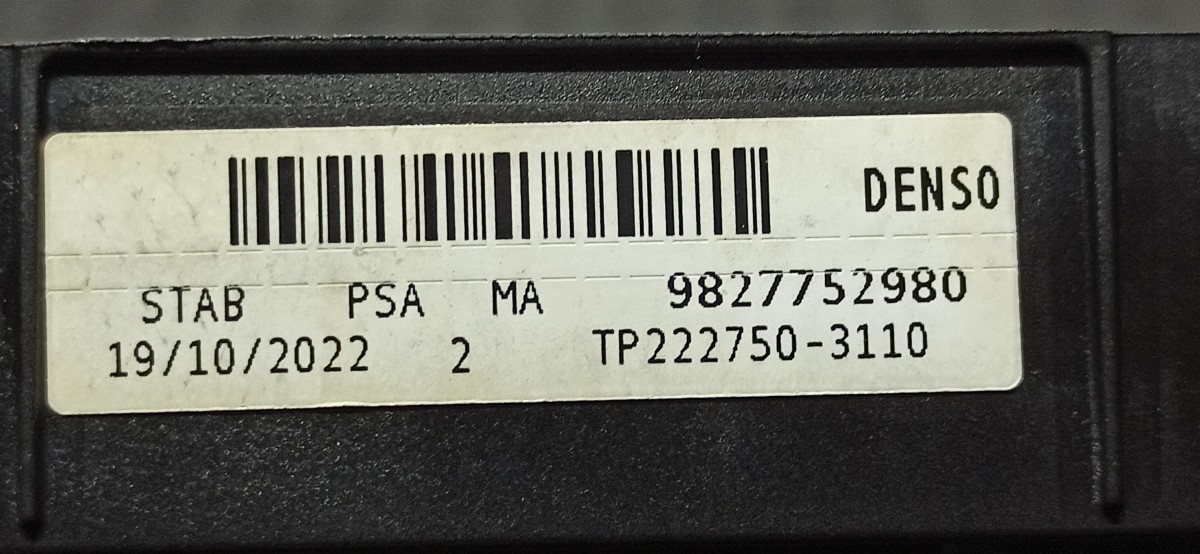 DENSO
STAB PSA MA 9827752980
19/10/2022 2 TP222750-3110